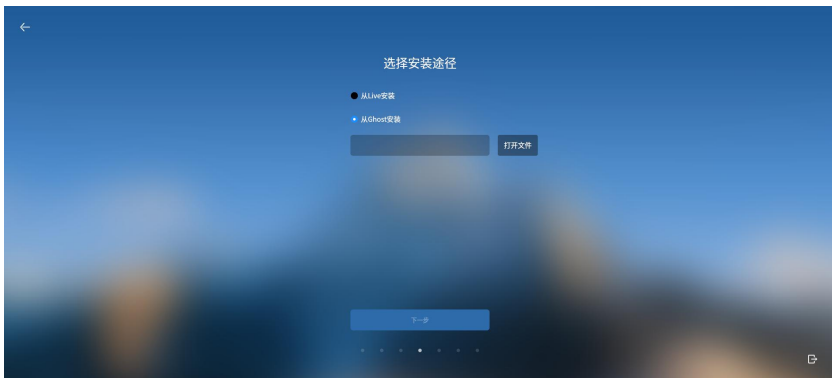 选择安装途径
从Live安装
从Ghost安装
打开文件
下一步